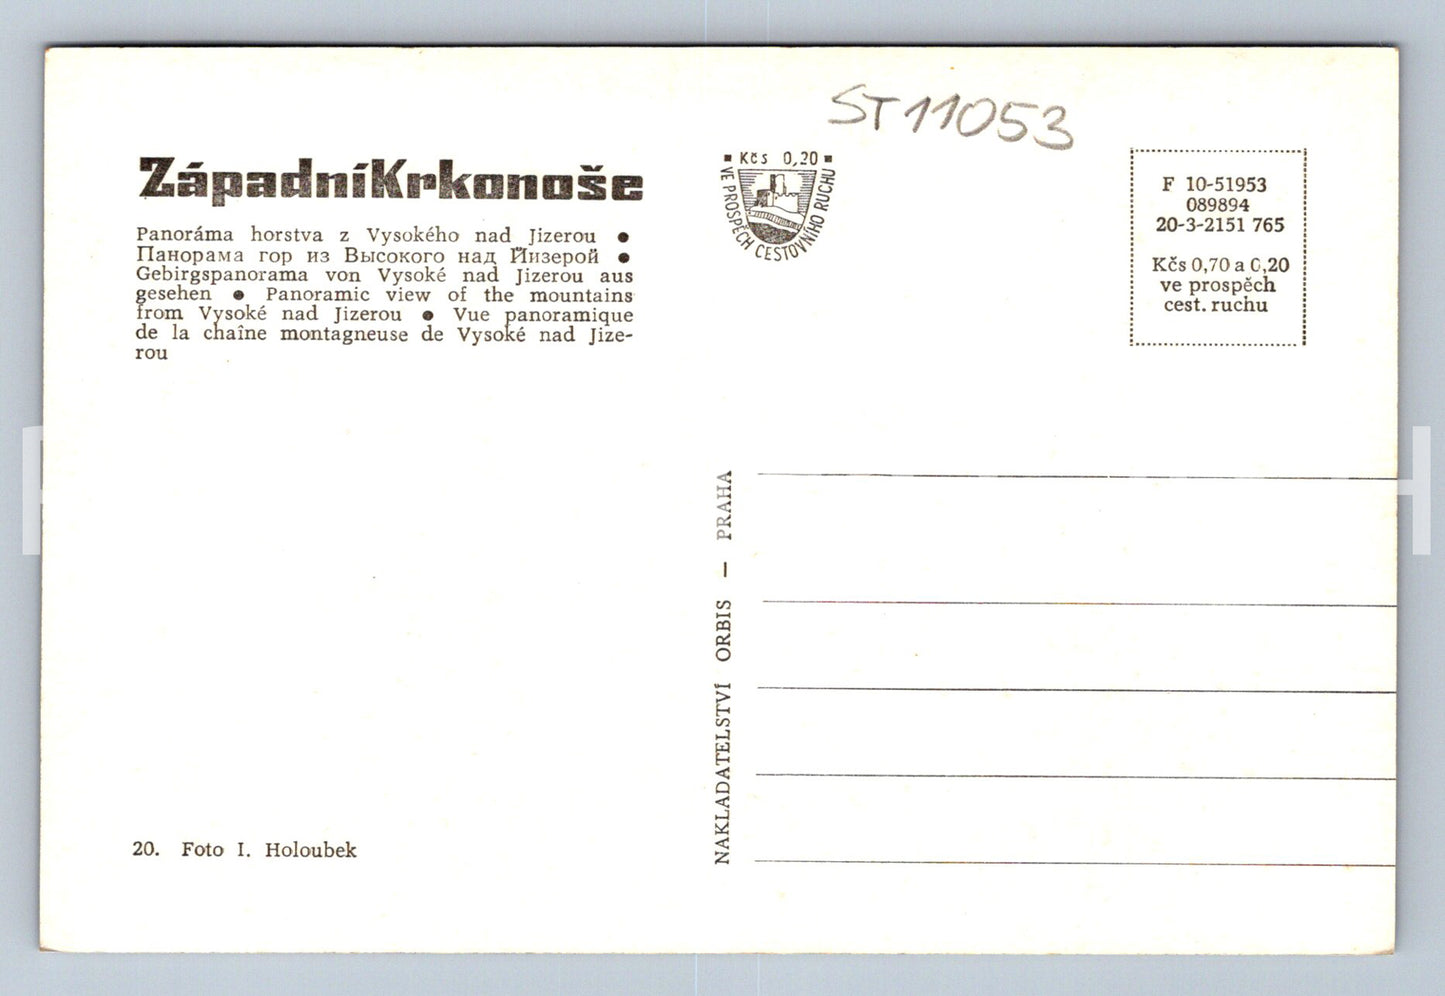 ST11053
ZápadníKrkonoše
Panoráma horstva z Vysokého nad Jizerou ●
Панорама гор из Высокого над Йизерой ●
Gebirgspanorama von Vysoké nad Jizerou aus
gesehen ● Panoramic view of the mountains
from Vysoké nad Jizerou ● Vue panoramique
de la chaîne montagneuse de Vysoké nad Jize-
rou
20. Foto I. Holoubek
▪ Kčs 0,20 ▪
VE PROSPĚCH CESTOVNÍHO RUCHU
F 10-51953
089894
20-3-2151 765
Kčs 0,70 a 0,20
ve prospěch
cest. ruchu
NAKLADATELSTVÍ ORBIS — PRAHA